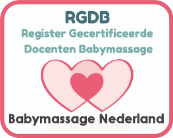 RGDB
Register Gecertificeerde
Docenten Babymassage
Babymassage Nederland